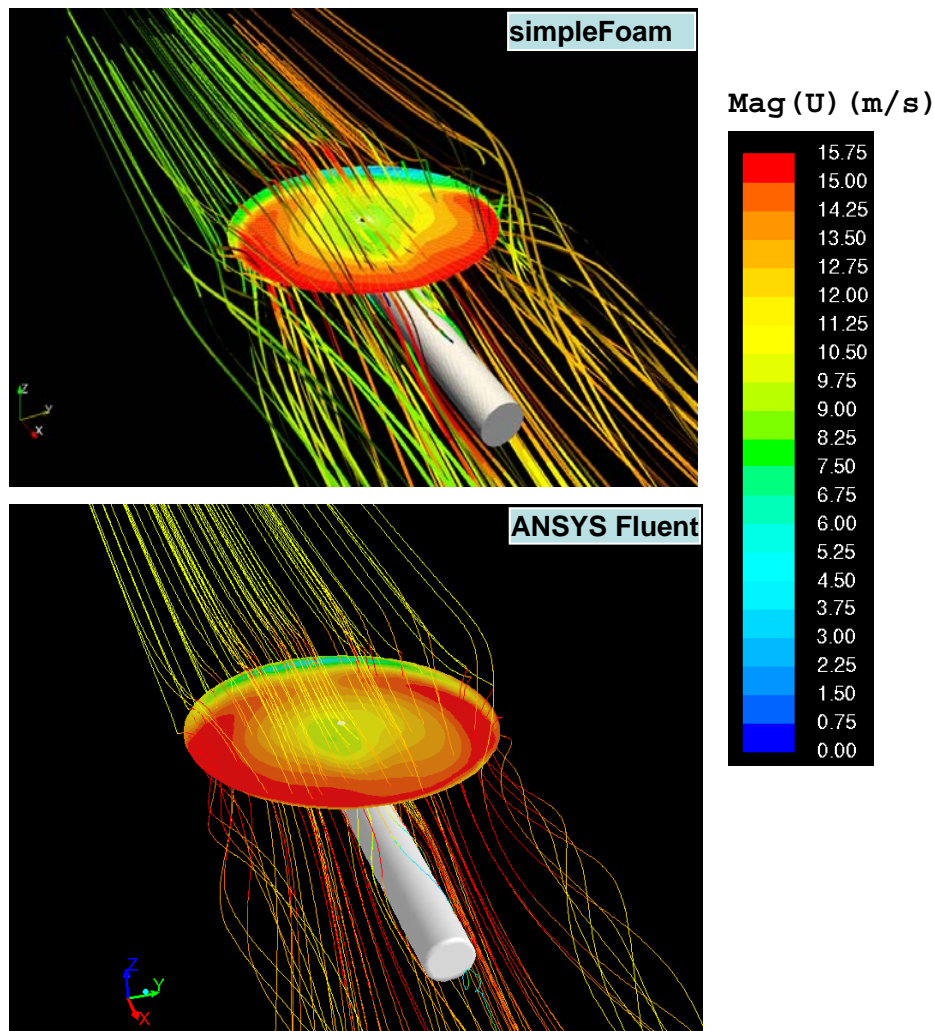 simpleFoam
Mag(U)(m/s)
15.75
15.00
14.25
13.50
12.75
12.00
11.25
10.50
9.75
9.00
8.25
7.50
6.75
6.00
5.25
4.50
3.75
3.00
2.25
1.50
0.75
0.00
Z
Y
X
ANSYS Fluent
Z
Y
X